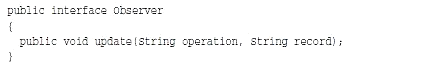 public interface Observer
{
  public void update(String operation, String record);
}